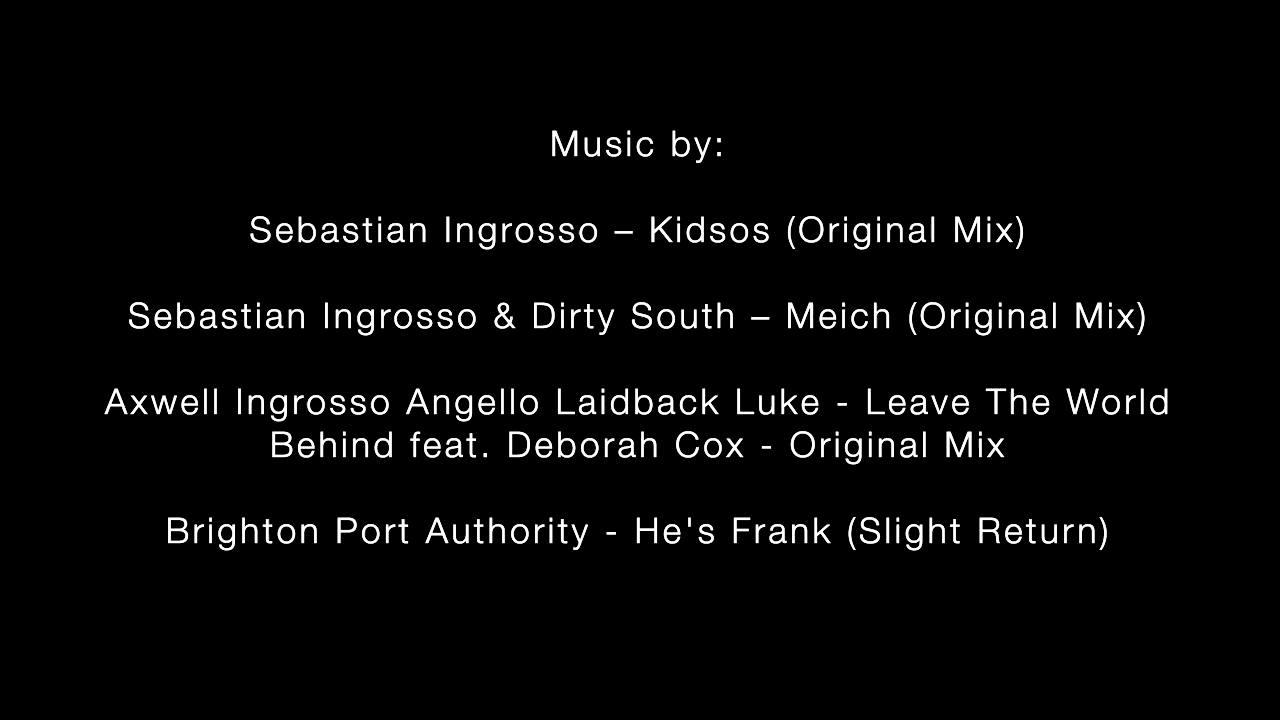 Music by:
Sebastian Ingrosso – Kidsos (Original Mix)
Sebastian Ingrosso & Dirty South – Meich (Original Mix)
Axwell Ingrosso Angello Laidback Luke - Leave The World
Behind feat. Deborah Cox - Original Mix
Brighton Port Authority - He's Frank (Slight Return)